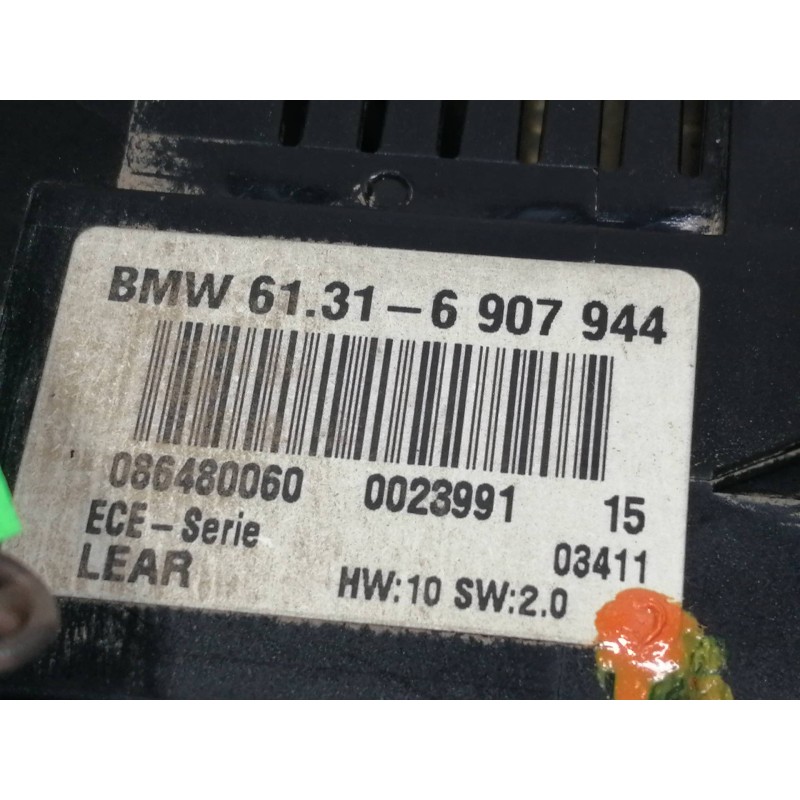 BMW 61.31-6 907 944
086480060 0023991 15
ECE-Serie 03411
LEAR HW:10 SW:2.0